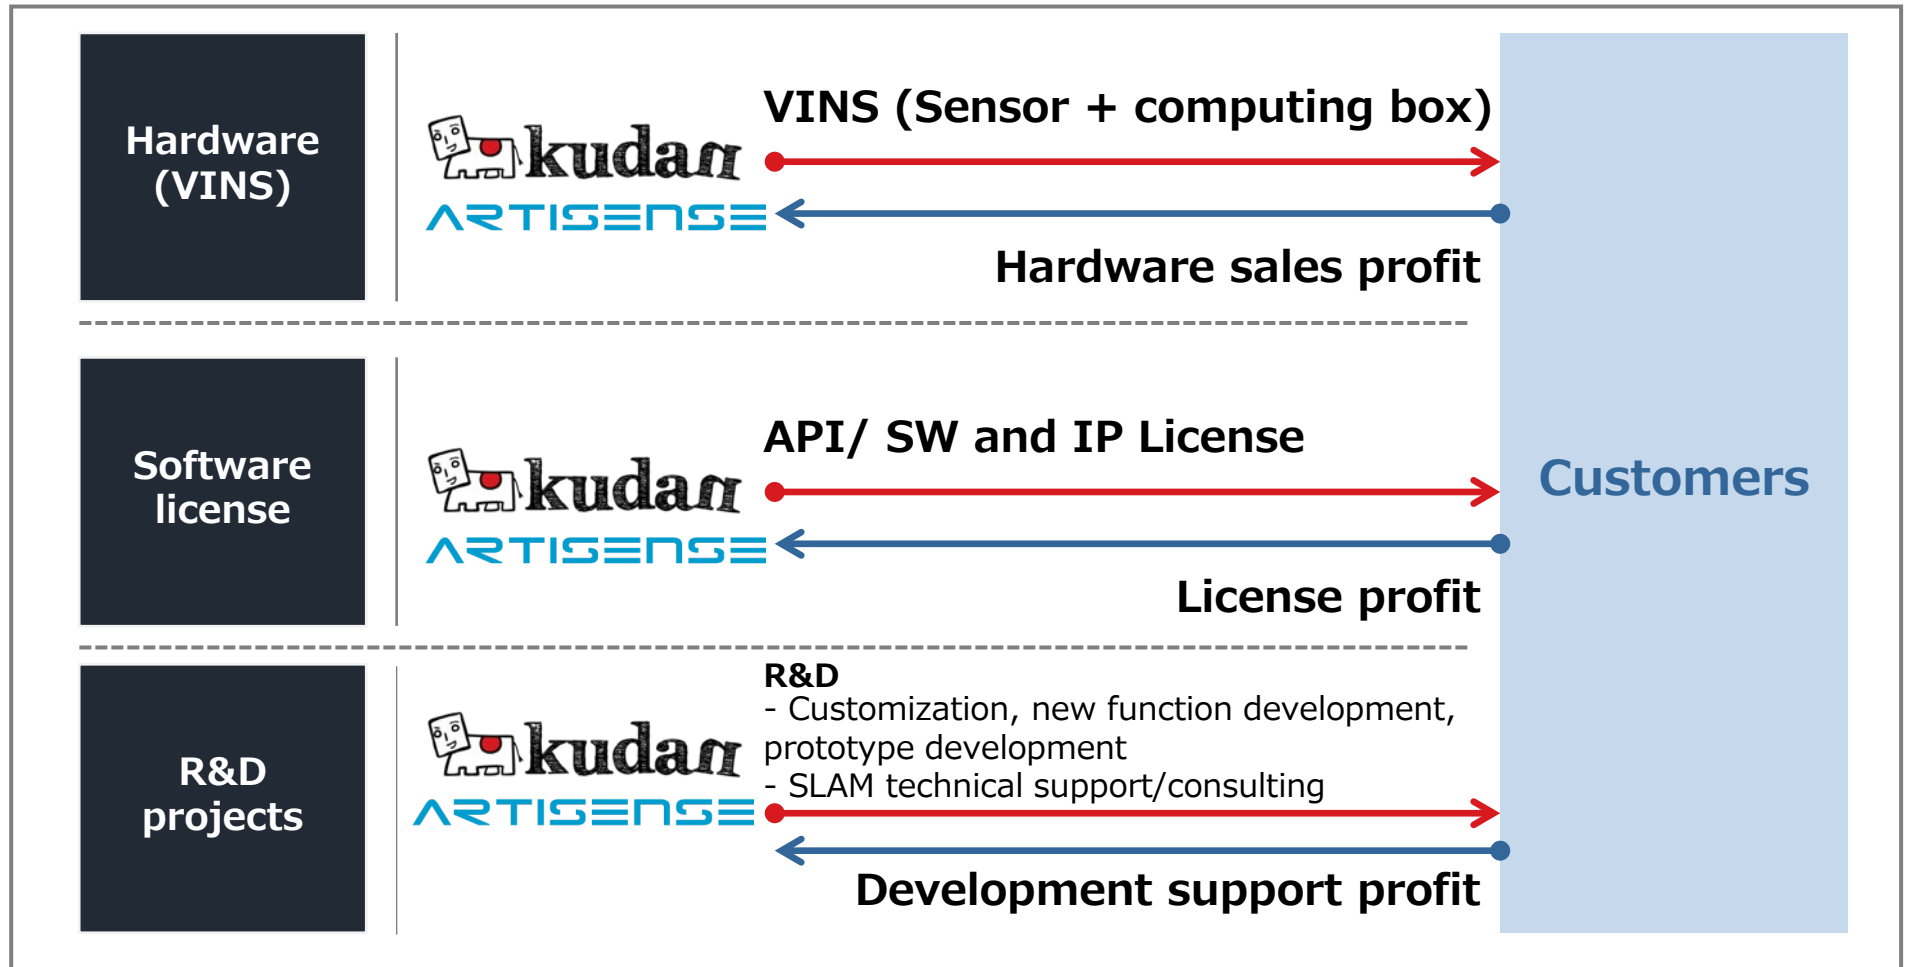 Hardware
(VINS)
kudan
ARTISENSE
VINS (Sensor + computing box)
Hardware sales profit
Software
license
kudan
ARTISENSE
API/ SW and IP License
License profit
Customers
R&D
projects
kudan
ARTISENSE
R&D
- Customization, new function development,
prototype development
- SLAM technical support/consulting
Development support profit